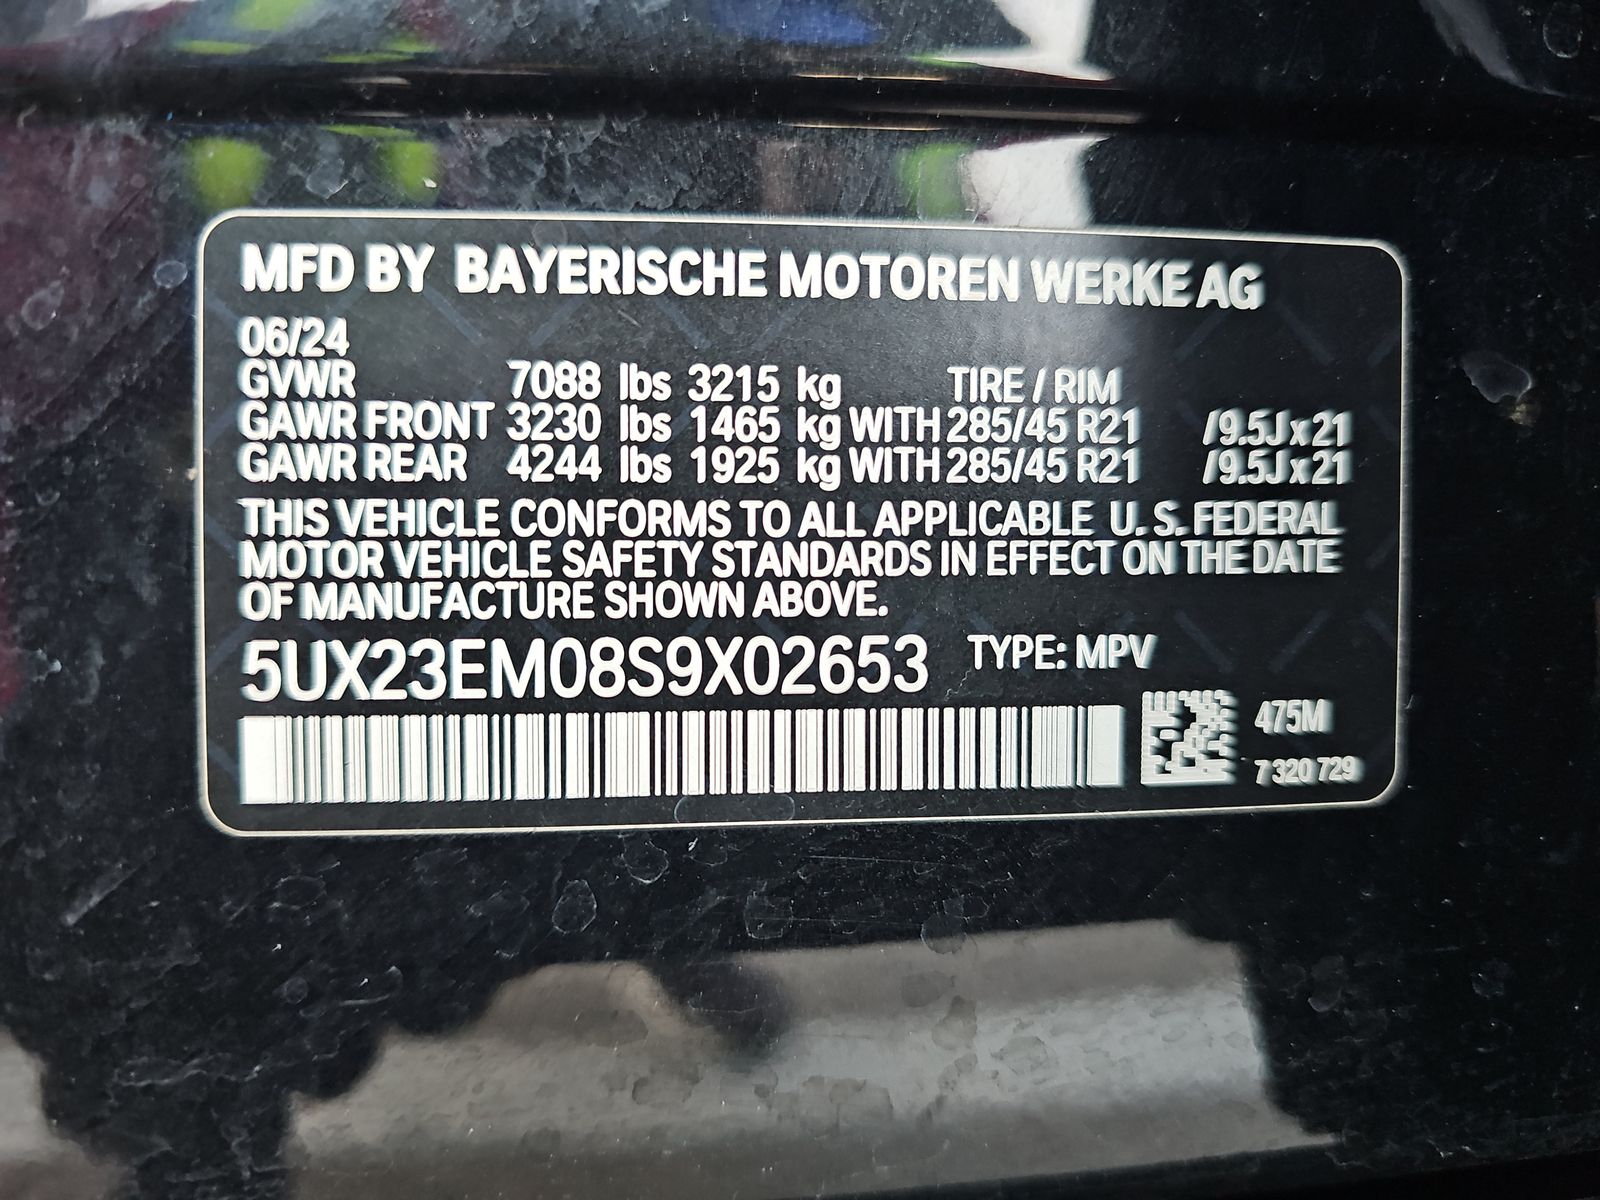 MFD BY BAYERISCHE MOTOREN WERKE AG
06/24
GVWR 7088 lbs 3215 kg TIRE / RIM
GAWR FRONT 3230 lbs 1465 kg WITH 285/45 R21 /9.5Jx21
GAWR REAR 4244 lbs 1925 kg WITH 285/45 R21 /9.5Jx21
THIS VEHICLE CONFORMS TO ALL APPLICABLE U. S. FEDERAL
MOTOR VEHICLE SAFETY STANDARDS IN EFFECT ON THE DATE
OF MANUFACTURE SHOWN ABOVE.
5UX23EM08S9X02653 TYPE: MPV
475M
7 320 729